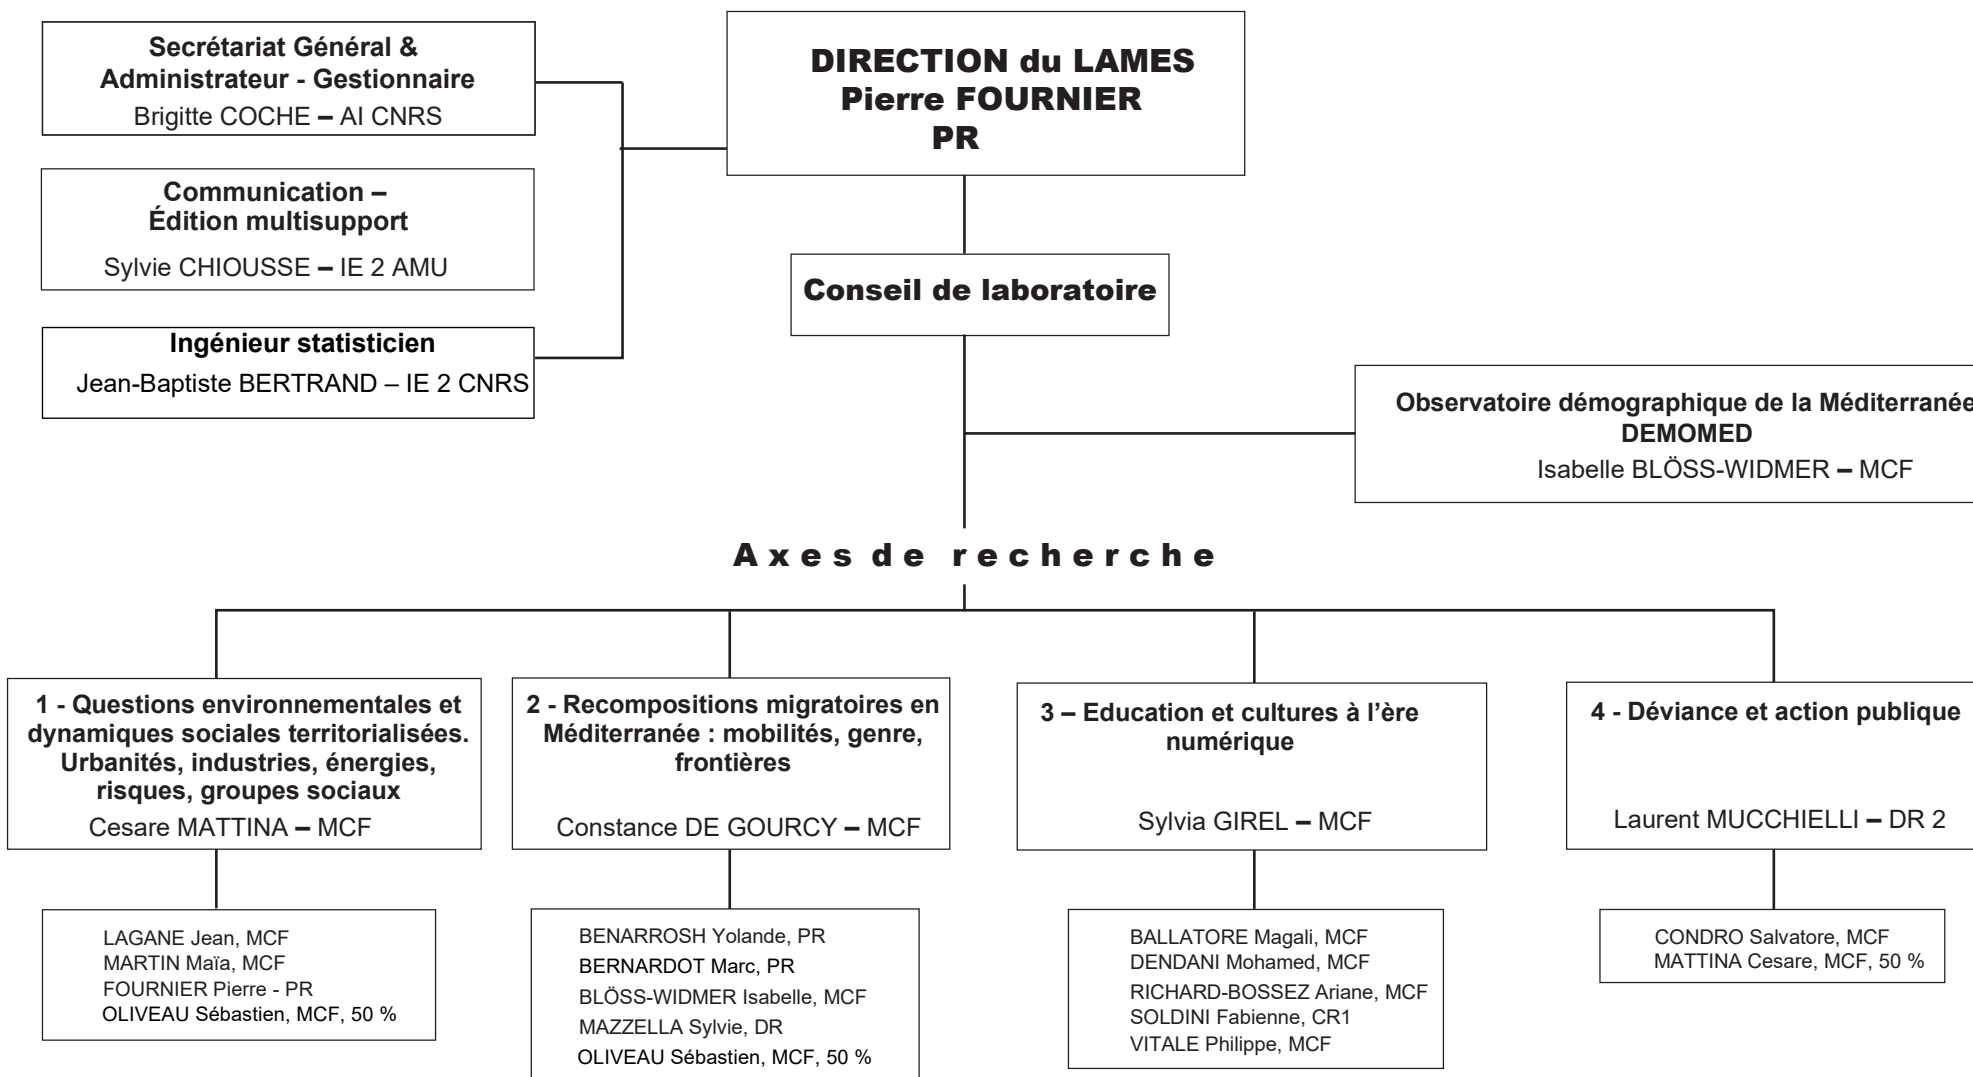 Secrétariat Général &
Administrateur - Gestionnaire
Brigitte COCHE – AI CNRS
DIRECTION du LAMES
Pierre FOURNIER
PR
Communication –
Édition multisupport
Sylvie CHIOUSSE – IE 2 AMU
Ingénieur statisticien
Jean-Baptiste BERTRAND – IE 2 CNRS
Conseil de laboratoire
Observatoire démographique de la Méditerranée
DEMOMED
Isabelle BLÖSS-WIDMER – MCF
Axes de recherche
1 - Questions environnementales et
dynamiques sociales territorialisées.
Urbanités, industries, énergies,
risques, groupes sociaux
Cesare MATTINA – MCF
2 - Recompositions migratoires en
Méditerranée : mobilités, genre,
frontières
Constance DE GOURCY – MCF
3 – Education et cultures à l’ère
numérique
Sylvia GIREL – MCF
4 - Déviance et action publique
Laurent MUCCHIELLI – DR 2
LAGANE Jean, MCF
MARTIN Maïa, MCF
FOURNIER Pierre - PR
OLIVEAU Sébastien, MCF, 50 %
BENARROSH Yolande, PR
BERNARDOT Marc, PR
BLÖSS-WIDMER Isabelle, MCF
MAZZELLA Sylvie, DR
OLIVEAU Sébastien, MCF, 50 %
BALLATORE Magali, MCF
DENDANI Mohamed, MCF
RICHARD-BOSSEZ Ariane, MCF
SOLDINI Fabienne, CR1
VITALE Philippe, MCF
CONDRO Salvatore, MCF
MATTINA Cesare, MCF, 50 %